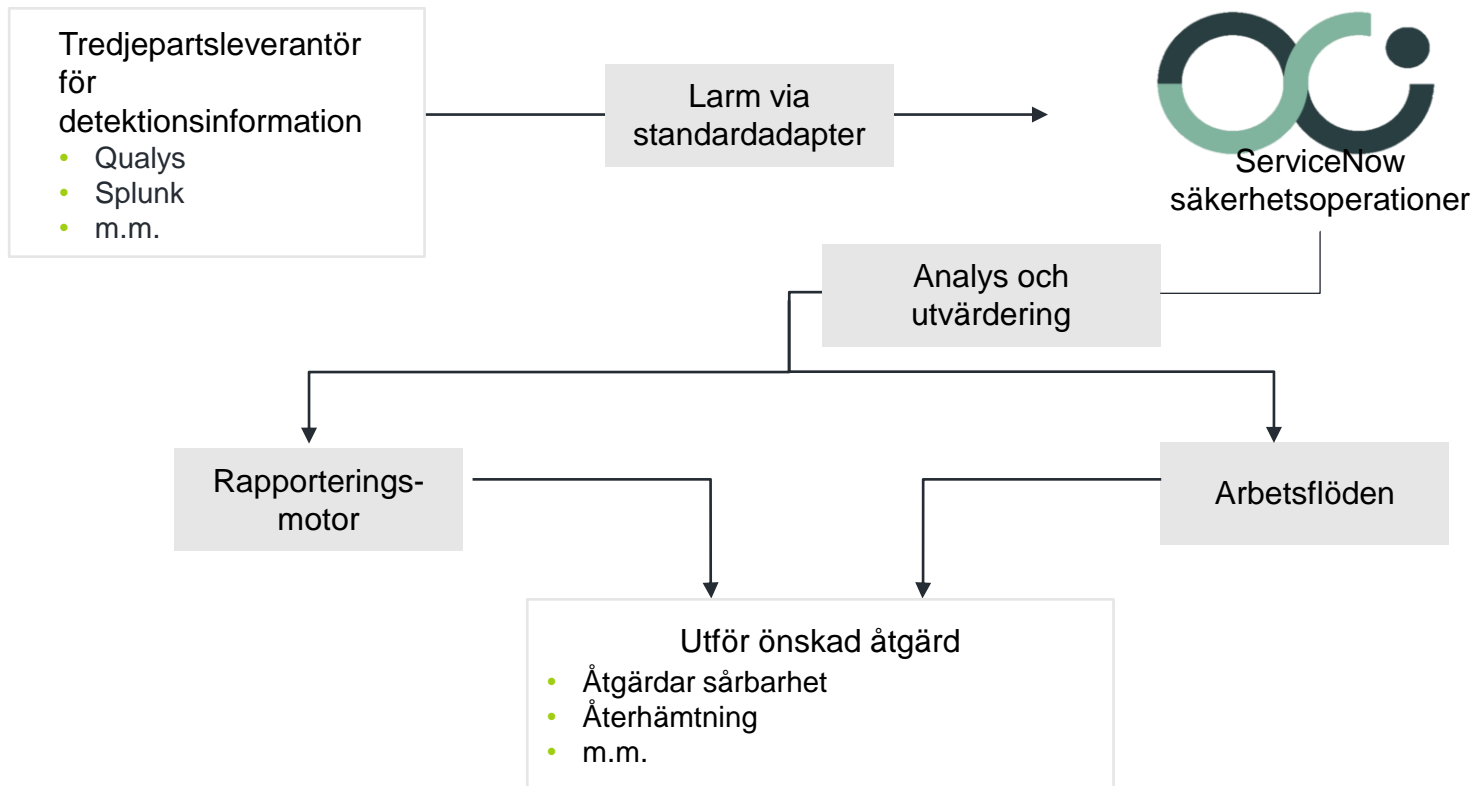 Tredjepartsleverantör
för
detektionsinformation
• Qualys
• Splunk
• m.m.
Larm via
standardadapter
ServiceNow
säkerhetsoperationer
Analys och
utvärdering
Rapporterings-
motor
Arbetsflöden
Utför önskad åtgärd
• Åtgärdar sårbarhet
• Återhämtning
• m.m.